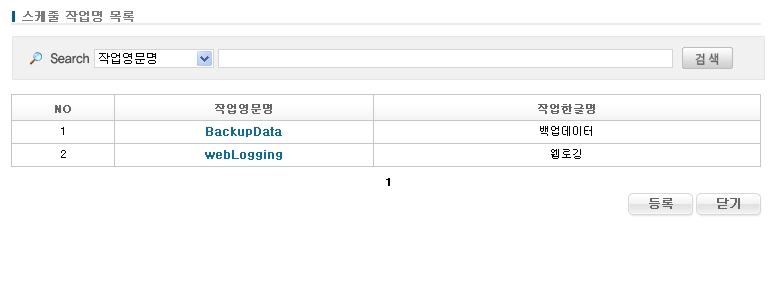 스케줄 작업명 목록
Search 작업영문명 검색
NO 작업영문명 작업한글명
1 BackupData 백업데이터
2 webLogging 웹로깅
1
등록 닫기